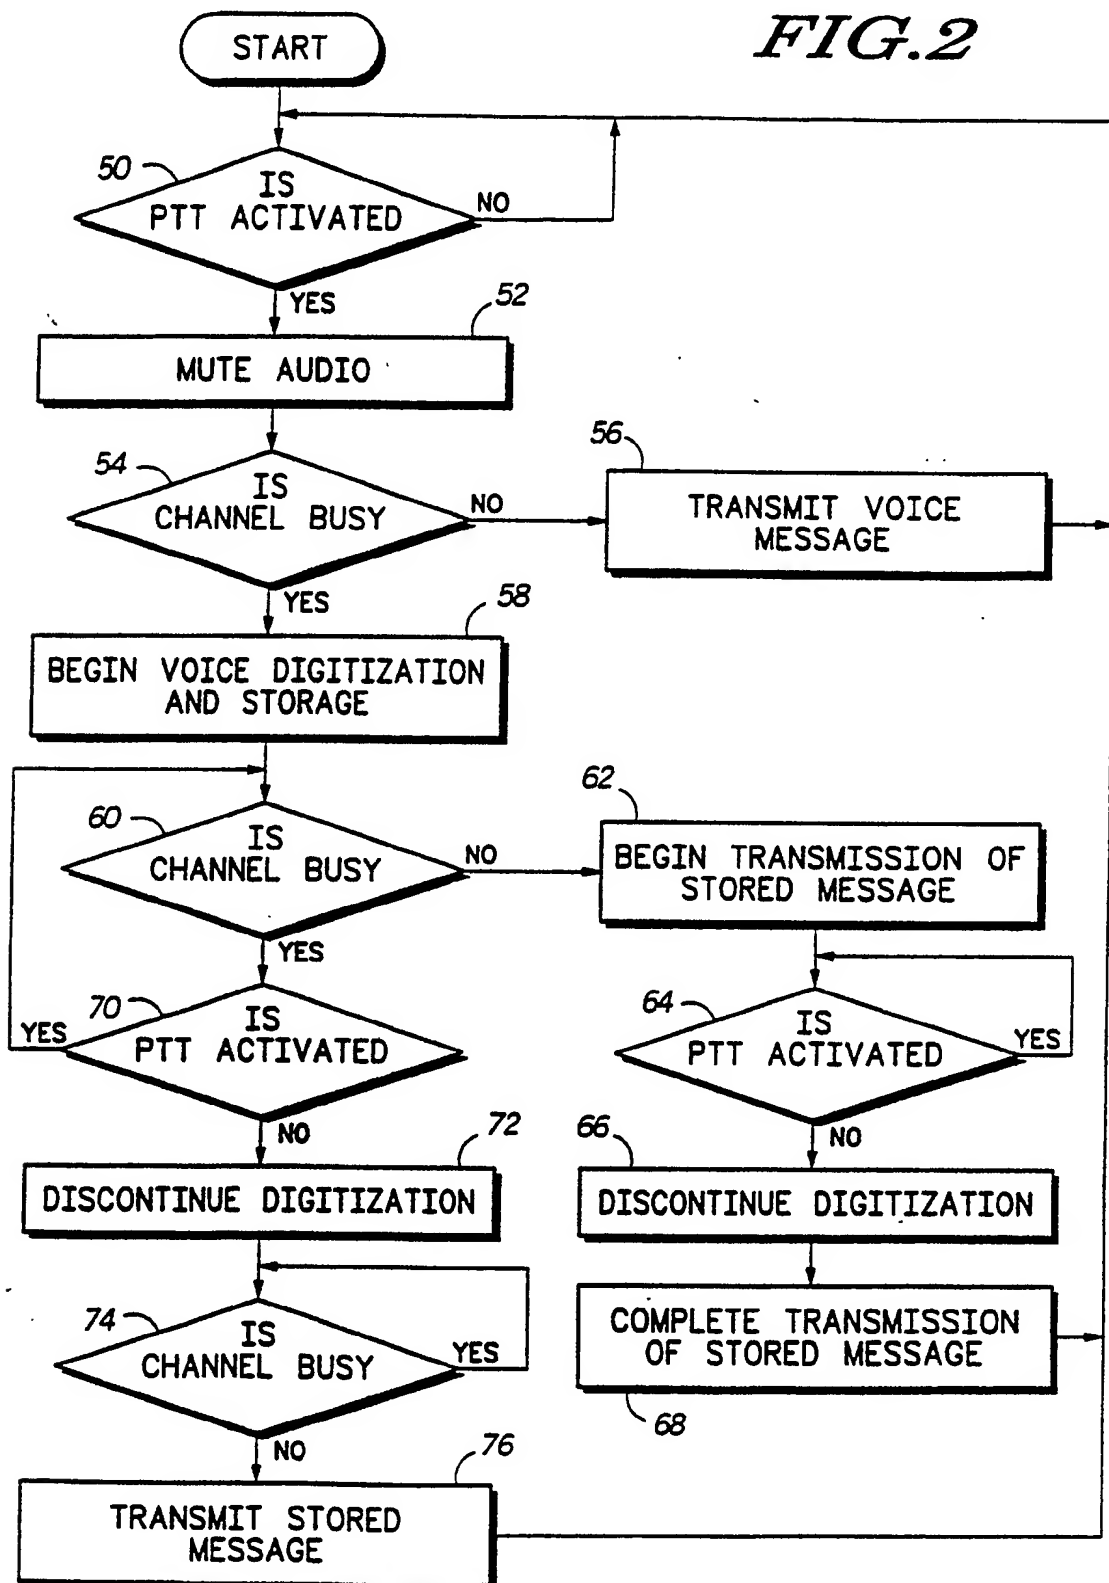 FIG.2
START
50
IS
PTT ACTIVATED
NO
YES
52
MUTE AUDIO
54
IS
CHANNEL BUSY
NO
56
TRANSMIT VOICE
MESSAGE
YES
58
BEGIN VOICE DIGITIZATION
AND STORAGE
60
IS
CHANNEL BUSY
NO
62
BEGIN TRANSMISSION OF
STORED MESSAGE
YES
70
IS
PTT ACTIVATED
YES
64
IS
PTT ACTIVATED
YES
NO
NO
72
DISCONTINUE DIGITIZATION
66
DISCONTINUE DIGITIZATION
74
IS
CHANNEL BUSY
YES
COMPLETE TRANSMISSION
OF STORED MESSAGE
68
NO
76
TRANSMIT STORED
MESSAGE